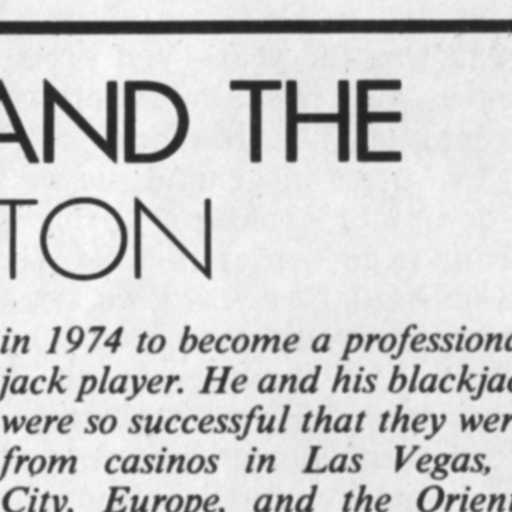 AND THE
TON
in 1974 to become a professional
jack player. He and his blackjac
were so successful that they wer
from casinos in Las Vegas,
City, Europe, and the Orient